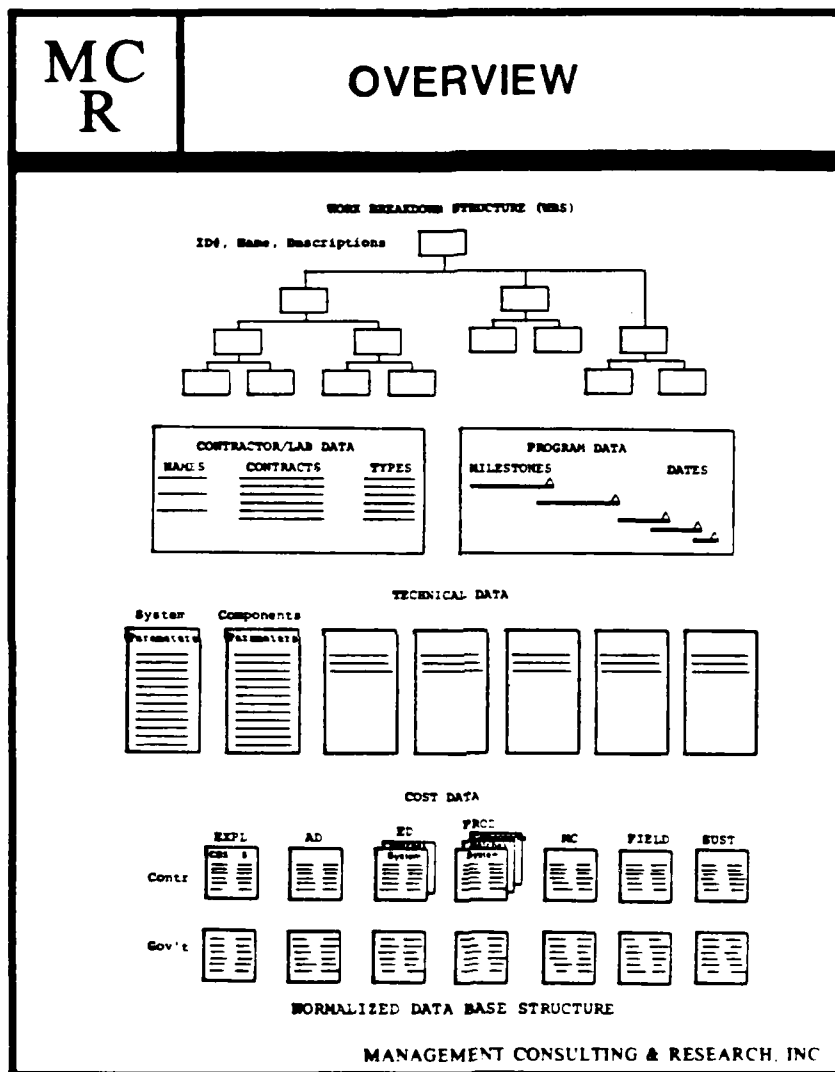 MC
R
OVERVIEW
WORK BREAKDOWN STRUCTURE (WBS)
ID#, Name, Descriptions
CONTRACTOR/LAB DATA
NAMES CONTRACTS TYPES
PROGRAM DATA
MILESTONES DATES
TECHNICAL DATA
System Components
Parameters Parameters
COST DATA
EXPL AD ED PROD MC FIELD SUST
System System
Contr
Gov't
NORMALIZED DATA BASE STRUCTURE
MANAGEMENT CONSULTING & RESEARCH, INC